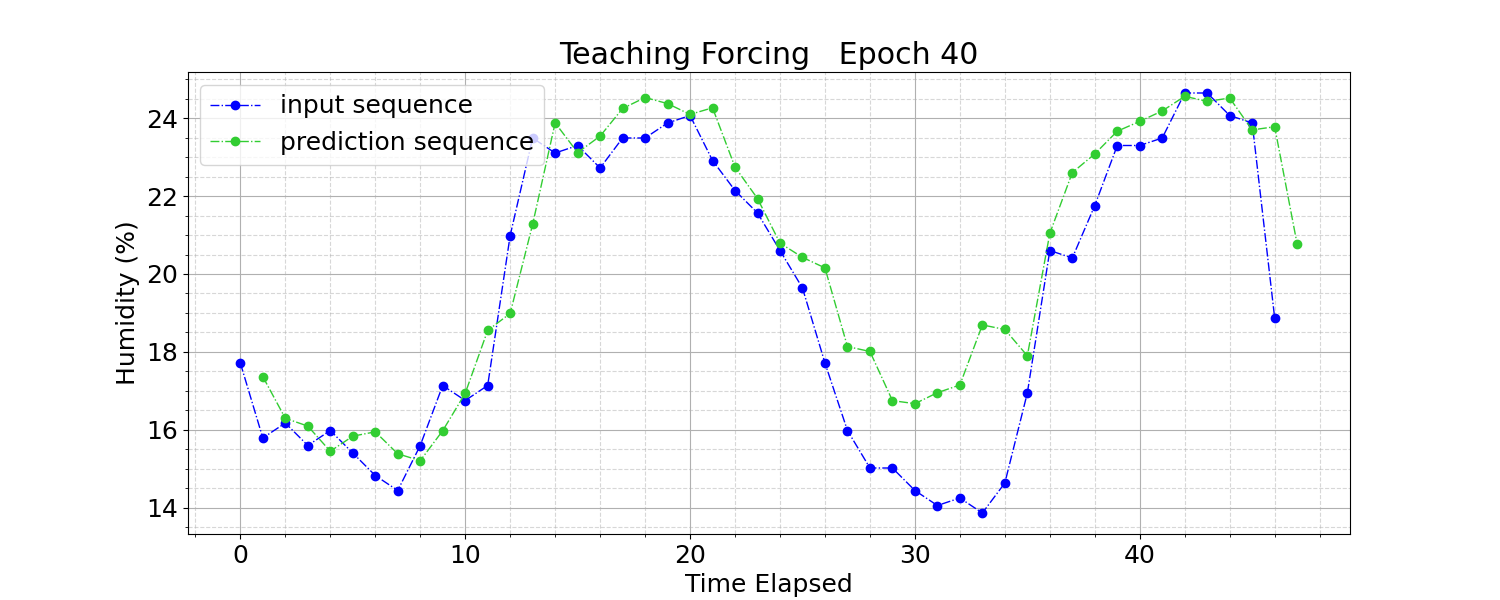 Teaching Forcing   Epoch 40
input sequence
prediction sequence
Humidity (%)
24
22
20
18
16
14
0 10 20 30 40
Time Elapsed